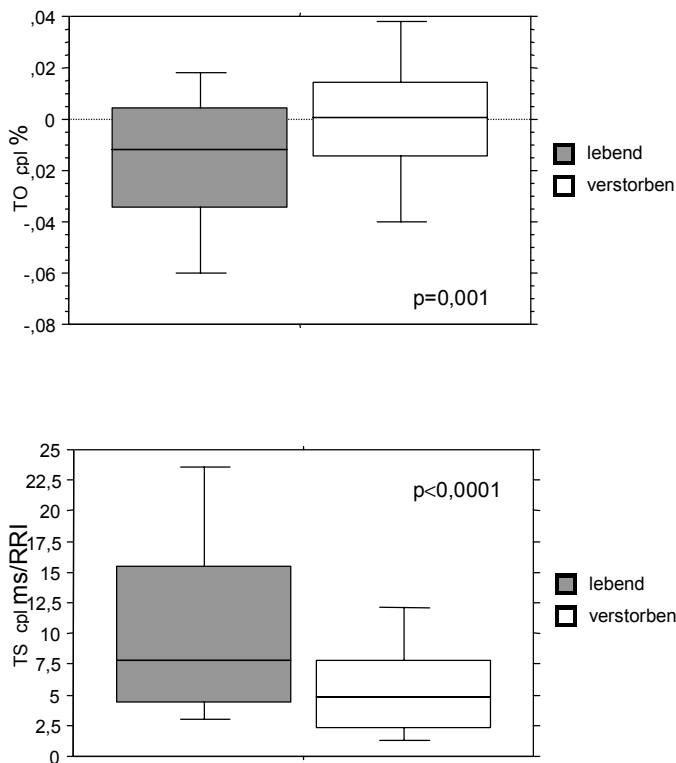 ,04
,02
0
-,02
-,04
-,06
-,08
TO cpl %
p=0,001
lebend
verstorben
25
22,5
20
17,5
15
12,5
10
7,5
5
2,5
0
TS cpl ms/RRI
p<0,0001
lebend
verstorben